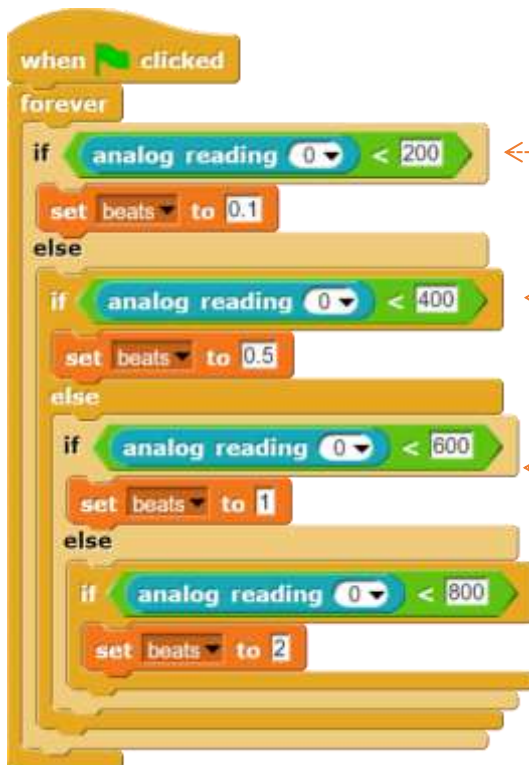 when clicked
forever
if analog reading 0 < 200
set beats to 0.1
else
if analog reading 0 < 400
set beats to 0.5
else
if analog reading 0 < 600
set beats to 1
else
if analog reading 0 < 800
set beats to 2